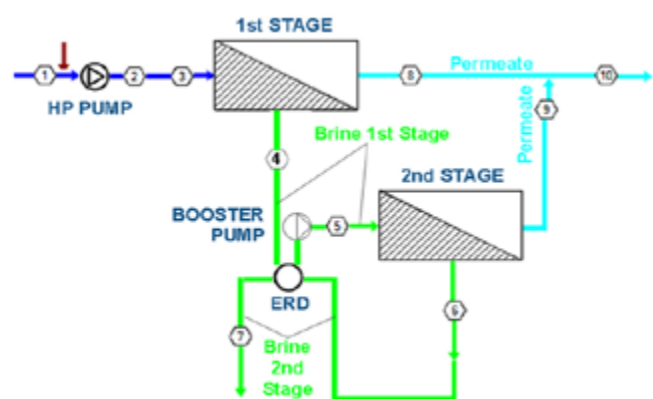 1st STAGE
1
2
3
8
Permeate
10
HP PUMP
4
Brine 1st Stage
9
Permeate
2nd STAGE
BOOSTER
PUMP
5
ERD
6
7
Brine
2nd
Stage